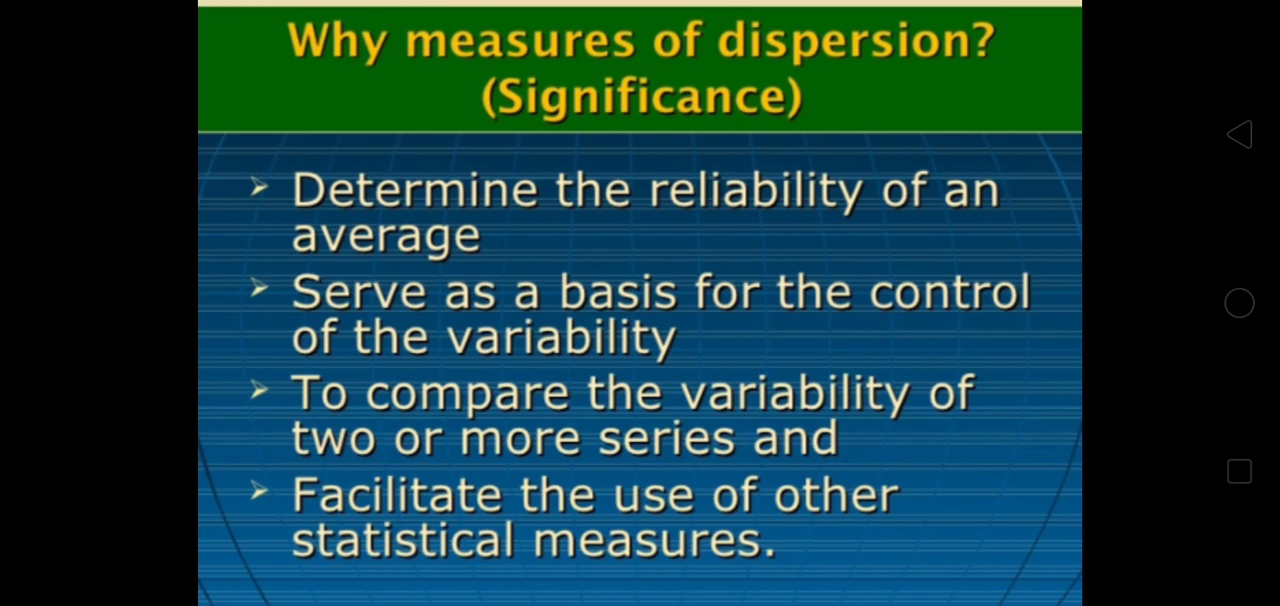 Why measures of dispersion?
(Significance)
Determine the reliability of an
average
Serve as a basis for the control
of the variability
To compare the variability of
two or more series and
Facilitate the use of other
statistical measures.